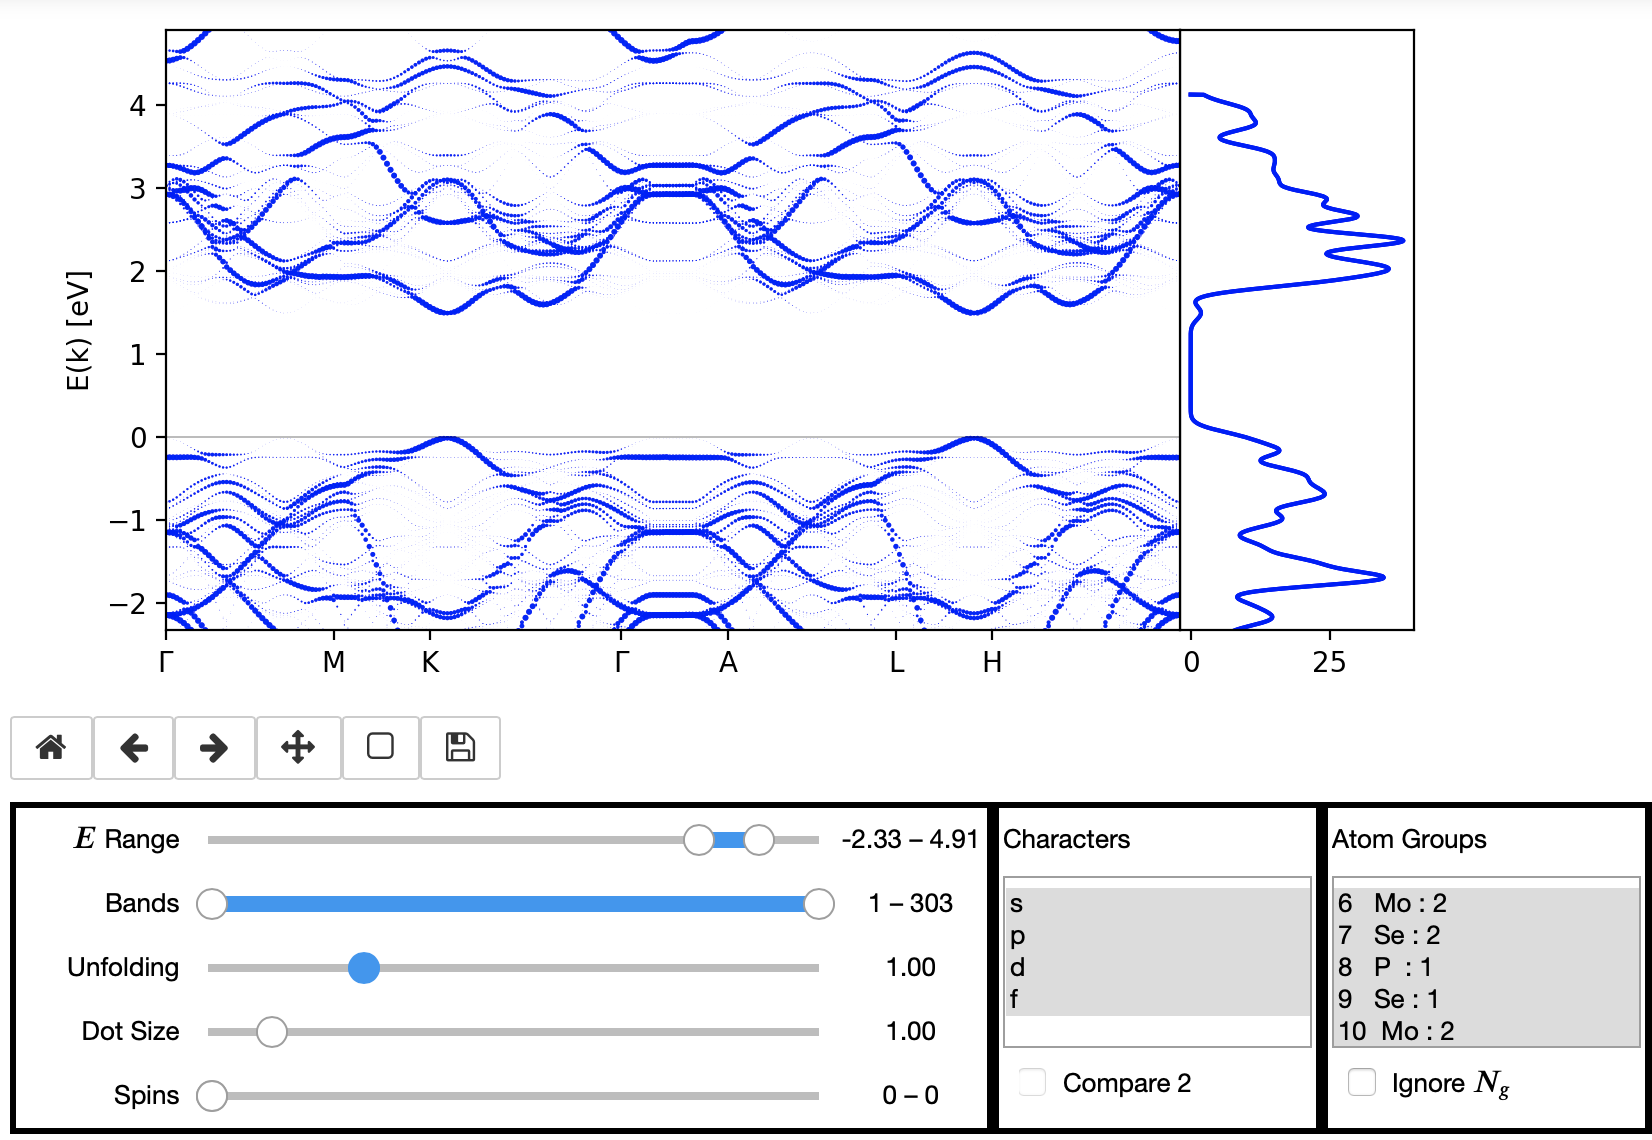 4
3
2
1
0
−1
−2
E(k) [eV]
Γ M K Γ A L H
0 25
E Range -2.33 – 4.91
Bands 1 – 303
Unfolding 1.00
Dot Size 1.00
Spins 0 – 0
Characters
s
p
d
f
Compare 2
Atom Groups
6 Mo : 2
7 Se : 2
8 P : 1
9 Se : 1
10 Mo : 2
Ignore Ng